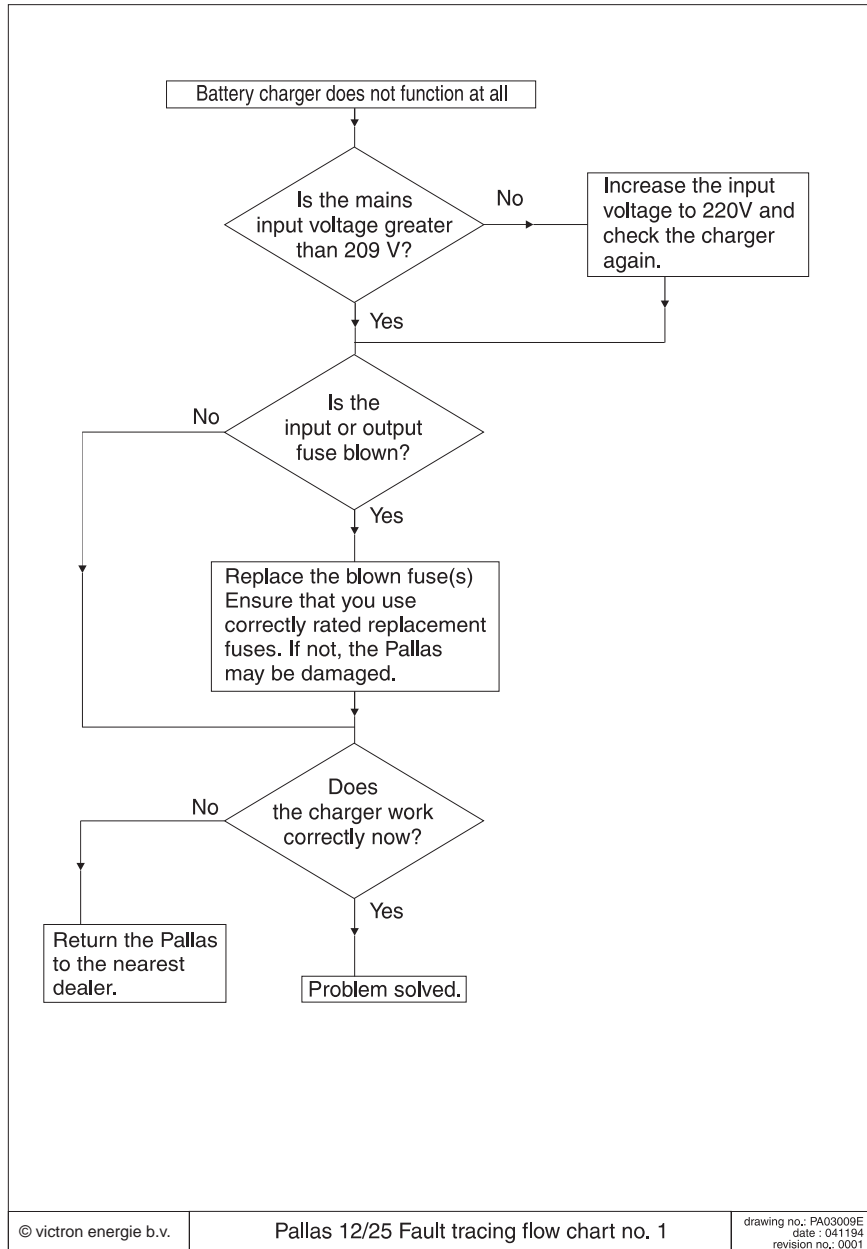 Battery charger does not function at all
Is the mains
input voltage greater
than 209 V?
No
Increase the input
voltage to 220V and
check the charger
again.
Yes
Is the
input or output
fuse blown?
No
Yes
Replace the blown fuse(s)
Ensure that you use
correctly rated replacement
fuses. If not, the Pallas
may be damaged.
Does
the charger work
correctly now?
No
Yes
Return the Pallas
to the nearest
dealer.
Problem solved.
© victron energie b.v.
Pallas 12/25 Fault tracing flow chart no. 1
drawing no.: PA03009E
date : 041194
revision no.: 0001